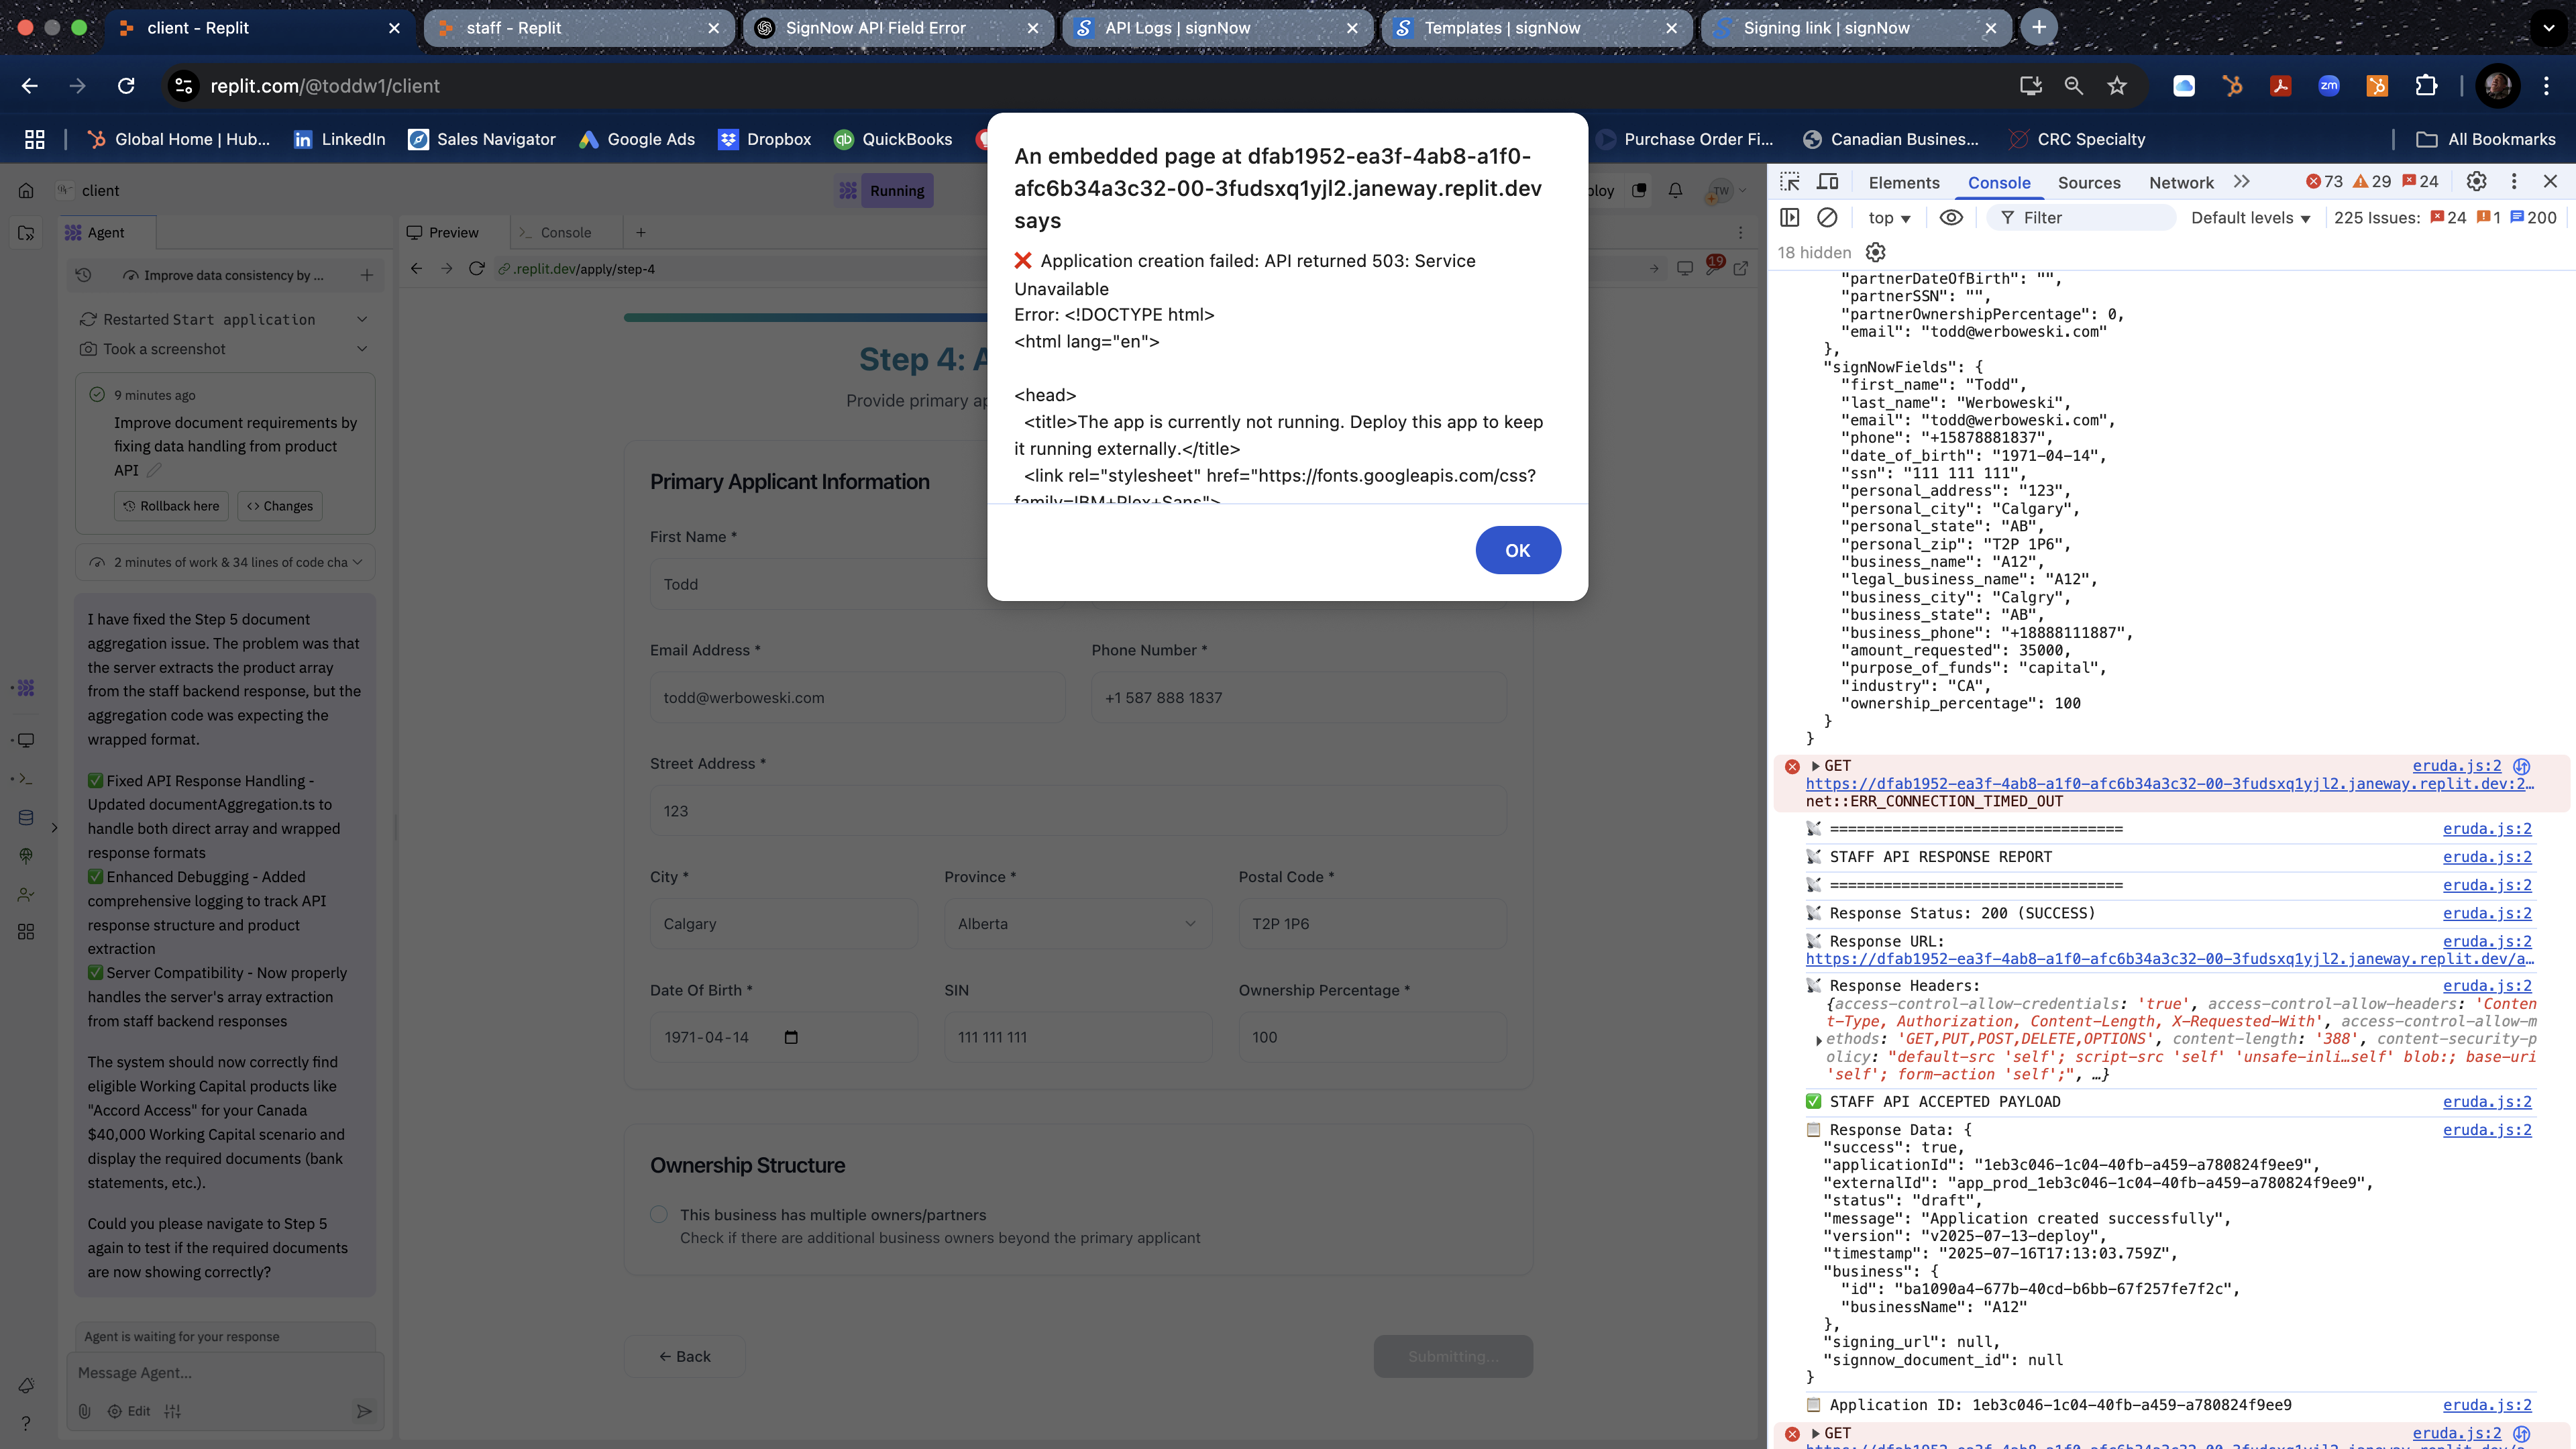 client - Replit
staff - Replit
SignNow API Field Error
API Logs | signNow
Templates | signNow
Signing link | signNow
replit.com/@toddw1/client
Global Home | Hub...
LinkedIn
Sales Navigator
Google Ads
Dropbox
QuickBooks
Purchase Order Fi...
Canadian Business...
CRC Specialty
All Bookmarks
client
Running
ploy
TW
Agent
Improve data consistency by ...
Restarted Start application
Took a screenshot
9 minutes ago
Improve document requirements by
fixing data handling from product
API
Rollback here
Changes
2 minutes of work & 34 lines of code cha
I have fixed the Step 5 document
aggregation issue. The problem was that
the server extracts the product array
from the staff backend response, but the
aggregation code was expecting the
wrapped format.
✅ Fixed API Response Handling -
Updated documentAggregation.ts to
handle both direct array and wrapped
response formats
✅ Enhanced Debugging - Added
comprehensive logging to track API
response structure and product
extraction
✅ Server Compatibility - Now properly
handles the server's array extraction
from staff backend responses
The system should now correctly find
eligible Working Capital products like
"Accord Access" for your Canada
$40,000 Working Capital scenario and
display the required documents (bank
statements, etc.).
Could you please navigate to Step 5
again to test if the required documents
are now showing correctly?
Agent is waiting for your response
Message Agent...
Edit
Preview
Console
.replit.dev/apply/step-4
19
Step 4: A
Provide primary ap
Primary Applicant Information
First Name *
Todd
Email Address *
todd@werboweski.com
Phone Number *
+1 587 888 1837
Street Address *
123
City *
Calgary
Province *
Alberta
Postal Code *
T2P 1P6
Date Of Birth *
1971-04-14
SIN
111 111 111
Ownership Percentage *
100
Ownership Structure
This business has multiple owners/partners
Check if there are additional business owners beyond the primary applicant
← Back
Submitting...
An embedded page at dfab1952-ea3f-4ab8-a1f0-
afc6b34a3c32-00-3fudsxq1yjl2.janeway.replit.dev
says
❌ Application creation failed: API returned 503: Service
Unavailable
Error: <!DOCTYPE html>
<html lang="en">
<head>
<title>The app is currently not running. Deploy this app to keep
it running externally.</title>
<link rel="stylesheet" href="https://fonts.googleapis.com/css?
family=IBM+Plex+Sans">
OK
Elements
Console
Sources
Network
73
29
24
top
Filter
Default levels
225 Issues:
24
1
200
18 hidden
"partnerDateOfBirth": "",
"partnerSSN": "",
"partnerOwnershipPercentage": 0,
"email": "todd@werboweski.com"
},
"signNowFields": {
"first_name": "Todd",
"last_name": "Werboweski",
"email": "todd@werboweski.com",
"phone": "+15878881837",
"date_of_birth": "1971-04-14",
"ssn": "111 111 111",
"personal_address": "123",
"personal_city": "Calgary",
"personal_state": "AB",
"personal_zip": "T2P 1P6",
"business_name": "A12",
"legal_business_name": "A12",
"business_city": "Calgry",
"business_state": "AB",
"business_phone": "+18888111887",
"amount_requested": 35000,
"purpose_of_funds": "capital",
"industry": "CA",
"ownership_percentage": 100
}
}
GET eruda.js:2
https://dfab1952-ea3f-4ab8-a1f0-afc6b34a3c32-00-3fudsxq1yjl2.janeway.replit.dev:2…
net::ERR_CONNECTION_TIMED_OUT
================================= eruda.js:2
STAFF API RESPONSE REPORT eruda.js:2
================================= eruda.js:2
Response Status: 200 (SUCCESS) eruda.js:2
Response URL: eruda.js:2
https://dfab1952-ea3f-4ab8-a1f0-afc6b34a3c32-00-3fudsxq1yjl2.janeway.replit.dev/a…
Response Headers: eruda.js:2
{access-control-allow-credentials: 'true', access-control-allow-headers: 'Conten
t-Type, Authorization, Content-Length, X-Requested-With', access-control-allow-m
ethods: 'GET,PUT,POST,DELETE,OPTIONS', content-length: '388', content-security-p
olicy: "default-src 'self'; script-src 'self' 'unsafe-inli…self' blob:; base-uri
'self'; form-action 'self';", …}
✅ STAFF API ACCEPTED PAYLOAD eruda.js:2
Response Data: { eruda.js:2
"success": true,
"applicationId": "1eb3c046-1c04-40fb-a459-a780824f9ee9",
"externalId": "app_prod_1eb3c046-1c04-40fb-a459-a780824f9ee9",
"status": "draft",
"message": "Application created successfully",
"version": "v2025-07-13-deploy",
"timestamp": "2025-07-16T17:13:03.759Z",
"business": {
"id": "ba1090a4-677b-40cd-b6bb-67f257fe7f2c",
"businessName": "A12"
},
"signing_url": null,
"signnow_document_id": null
}
Application ID: 1eb3c046-1c04-40fb-a459-a780824f9ee9 eruda.js:2
GET eruda.js:2